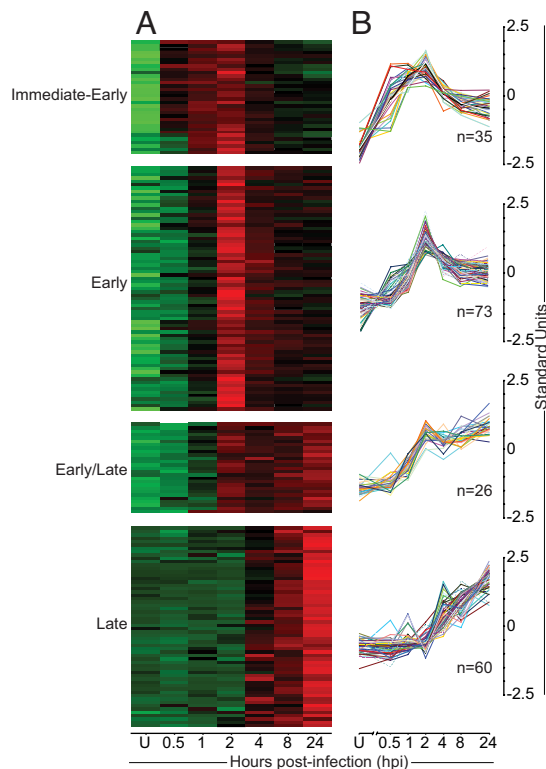 A
B
Immediate-Early
2.5
0
-2.5
n=35
Early
2.5
0
-2.5
n=73
Early/Late
2.5
0
-2.5
n=26
Late
2.5
0
-2.5
n=60
Standard Units
U 0.5 1 2 4 8 24
U 0.5 1 2 4 8 24
Hours post-infection (hpi)